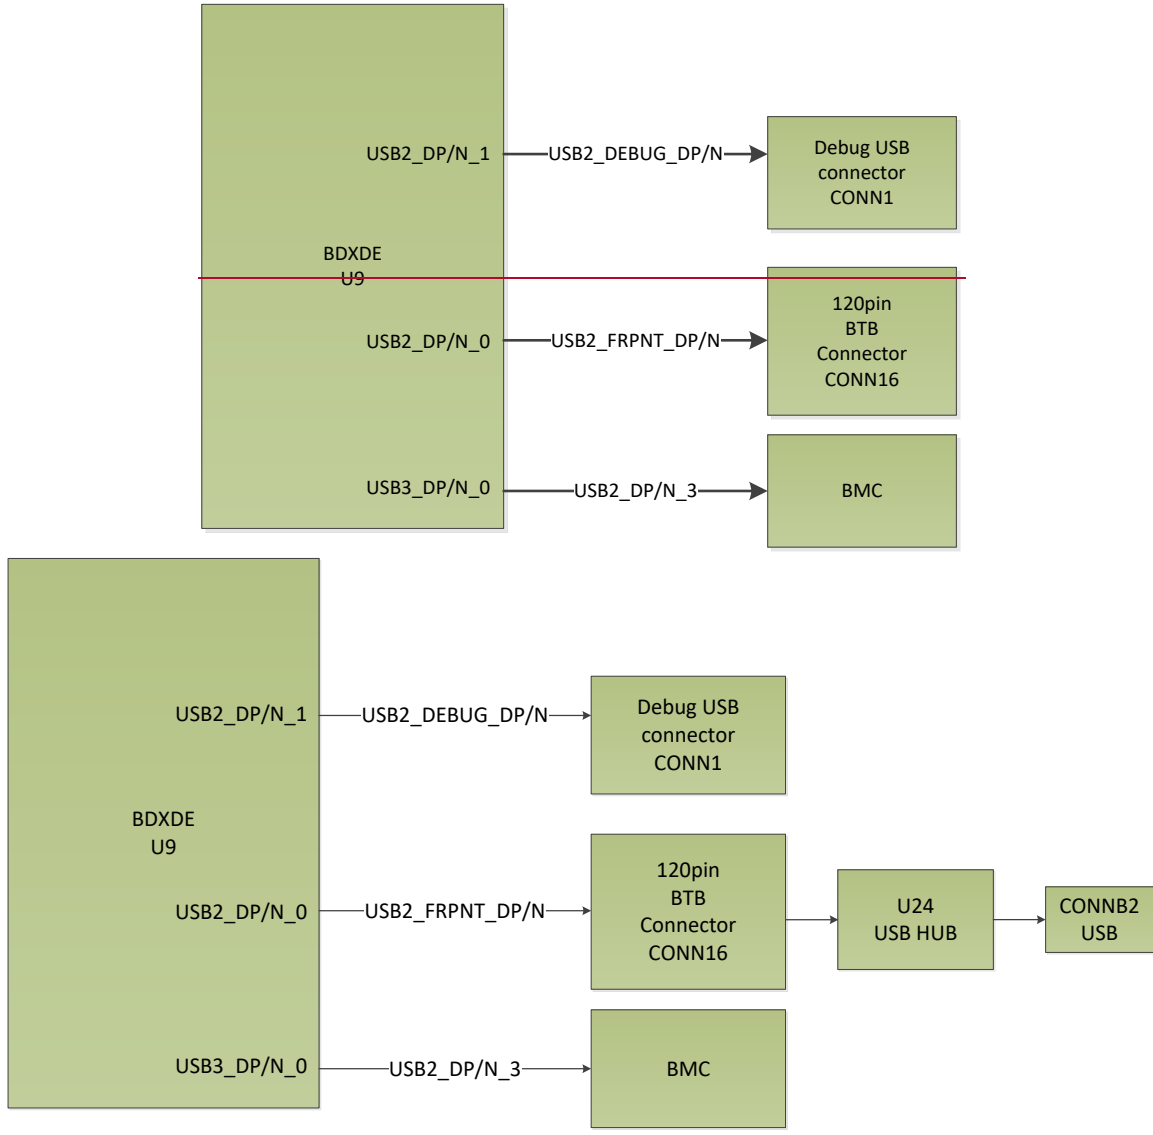 USB2_DP/N_1
USB2_DEBUG_DP/N
Debug USB
connector
CONN1
BDXDE
U9
120pin
BTB
Connector
CONN16
USB2_DP/N_0
USB2_FRPNT_DP/N
USB3_DP/N_0
USB2_DP/N_3
BMC
USB2_DP/N_1
USB2_DEBUG_DP/N
Debug USB
connector
CONN1
BDXDE
U9
USB2_DP/N_0
USB2_FRPNT_DP/N
120pin
BTB
Connector
CONN16
U24
USB HUB
CONNB2
USB
USB3_DP/N_0
USB2_DP/N_3
BMC